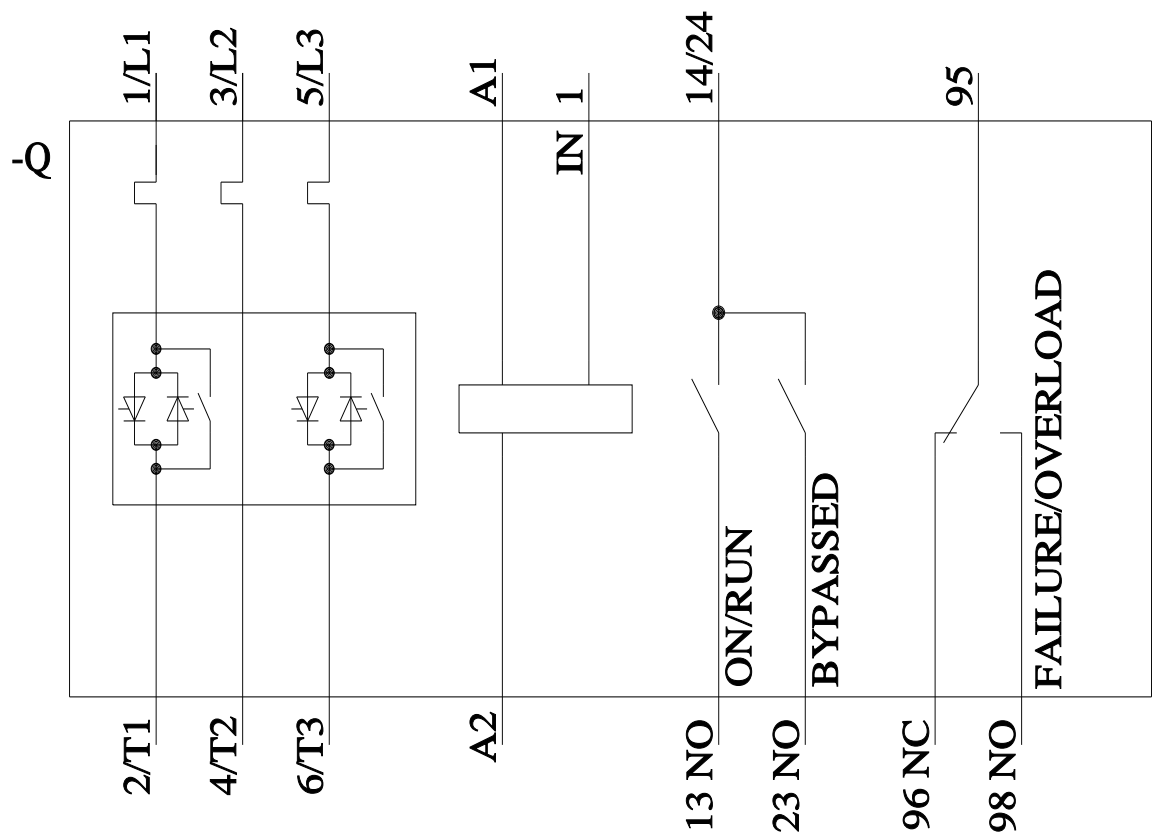 1/L1
3/L2
5/L3
A1
1
14/24
95
-Q
IN
ON/RUN
BYPASSED
FAILURE/OVERLOAD
2/T1
4/T2
6/T3
A2
13 NO
23 NO
96 NC
98 NO